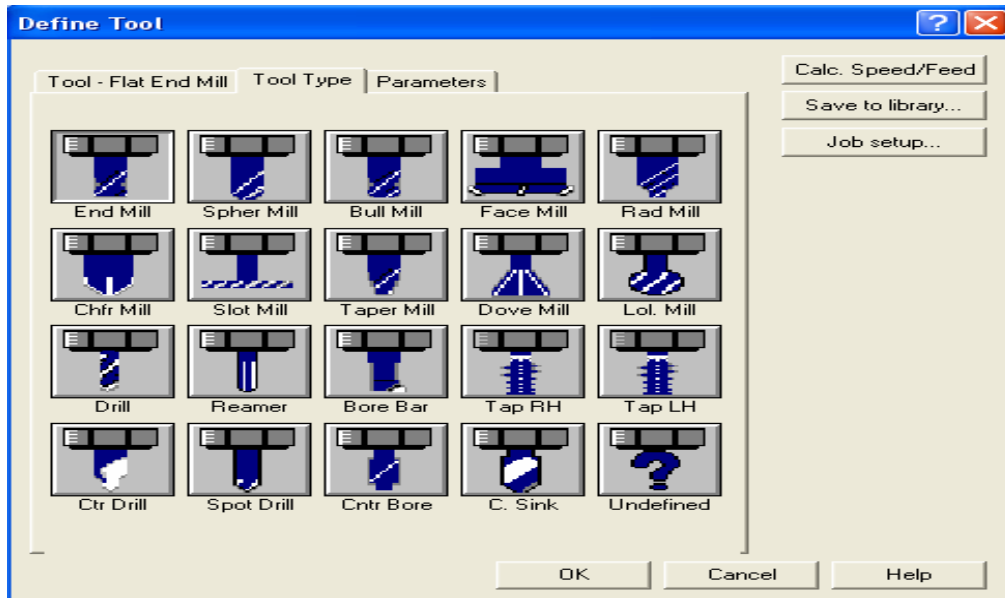 Define Tool
Tool - Flat End Mill Tool Type Parameters
Calc. Speed/Feed
Save to library...
Job setup...
End Mill Spher Mill Bull Mill Face Mill Rad Mill
Chfr Mill Slot Mill Taper Mill Dove Mill Lol. Mill
Drill Reamer Bore Bar Tap RH Tap LH
Ctr Drill Spot Drill Cntr Bore C. Sink Undefined
OK Cancel Help